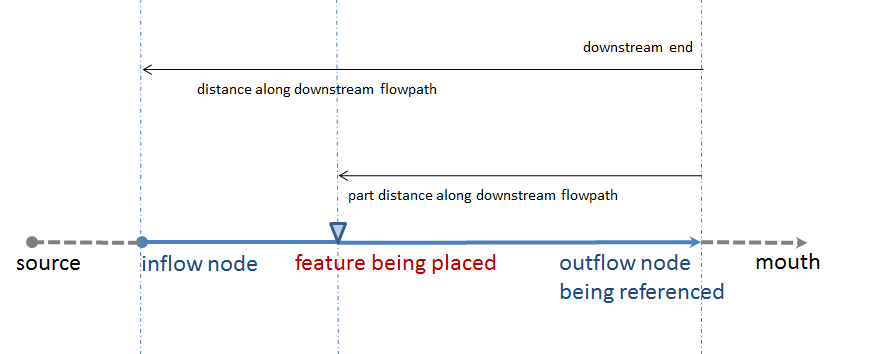 downstream end
distance along downstream flowpath
part distance along downstream flowpath
source
inflow node
feature being placed
outflow node
being referenced
mouth